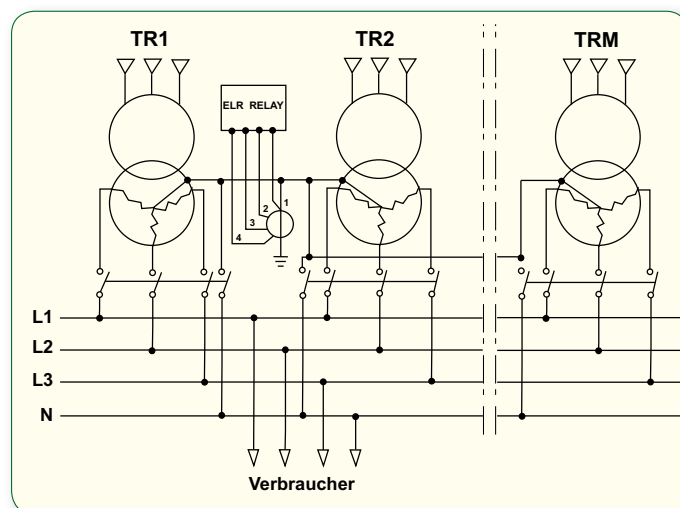 TR1 TR2 TRM
ELR RELAY
1
2
3
4
L1
L2
L3
N
Verbraucher